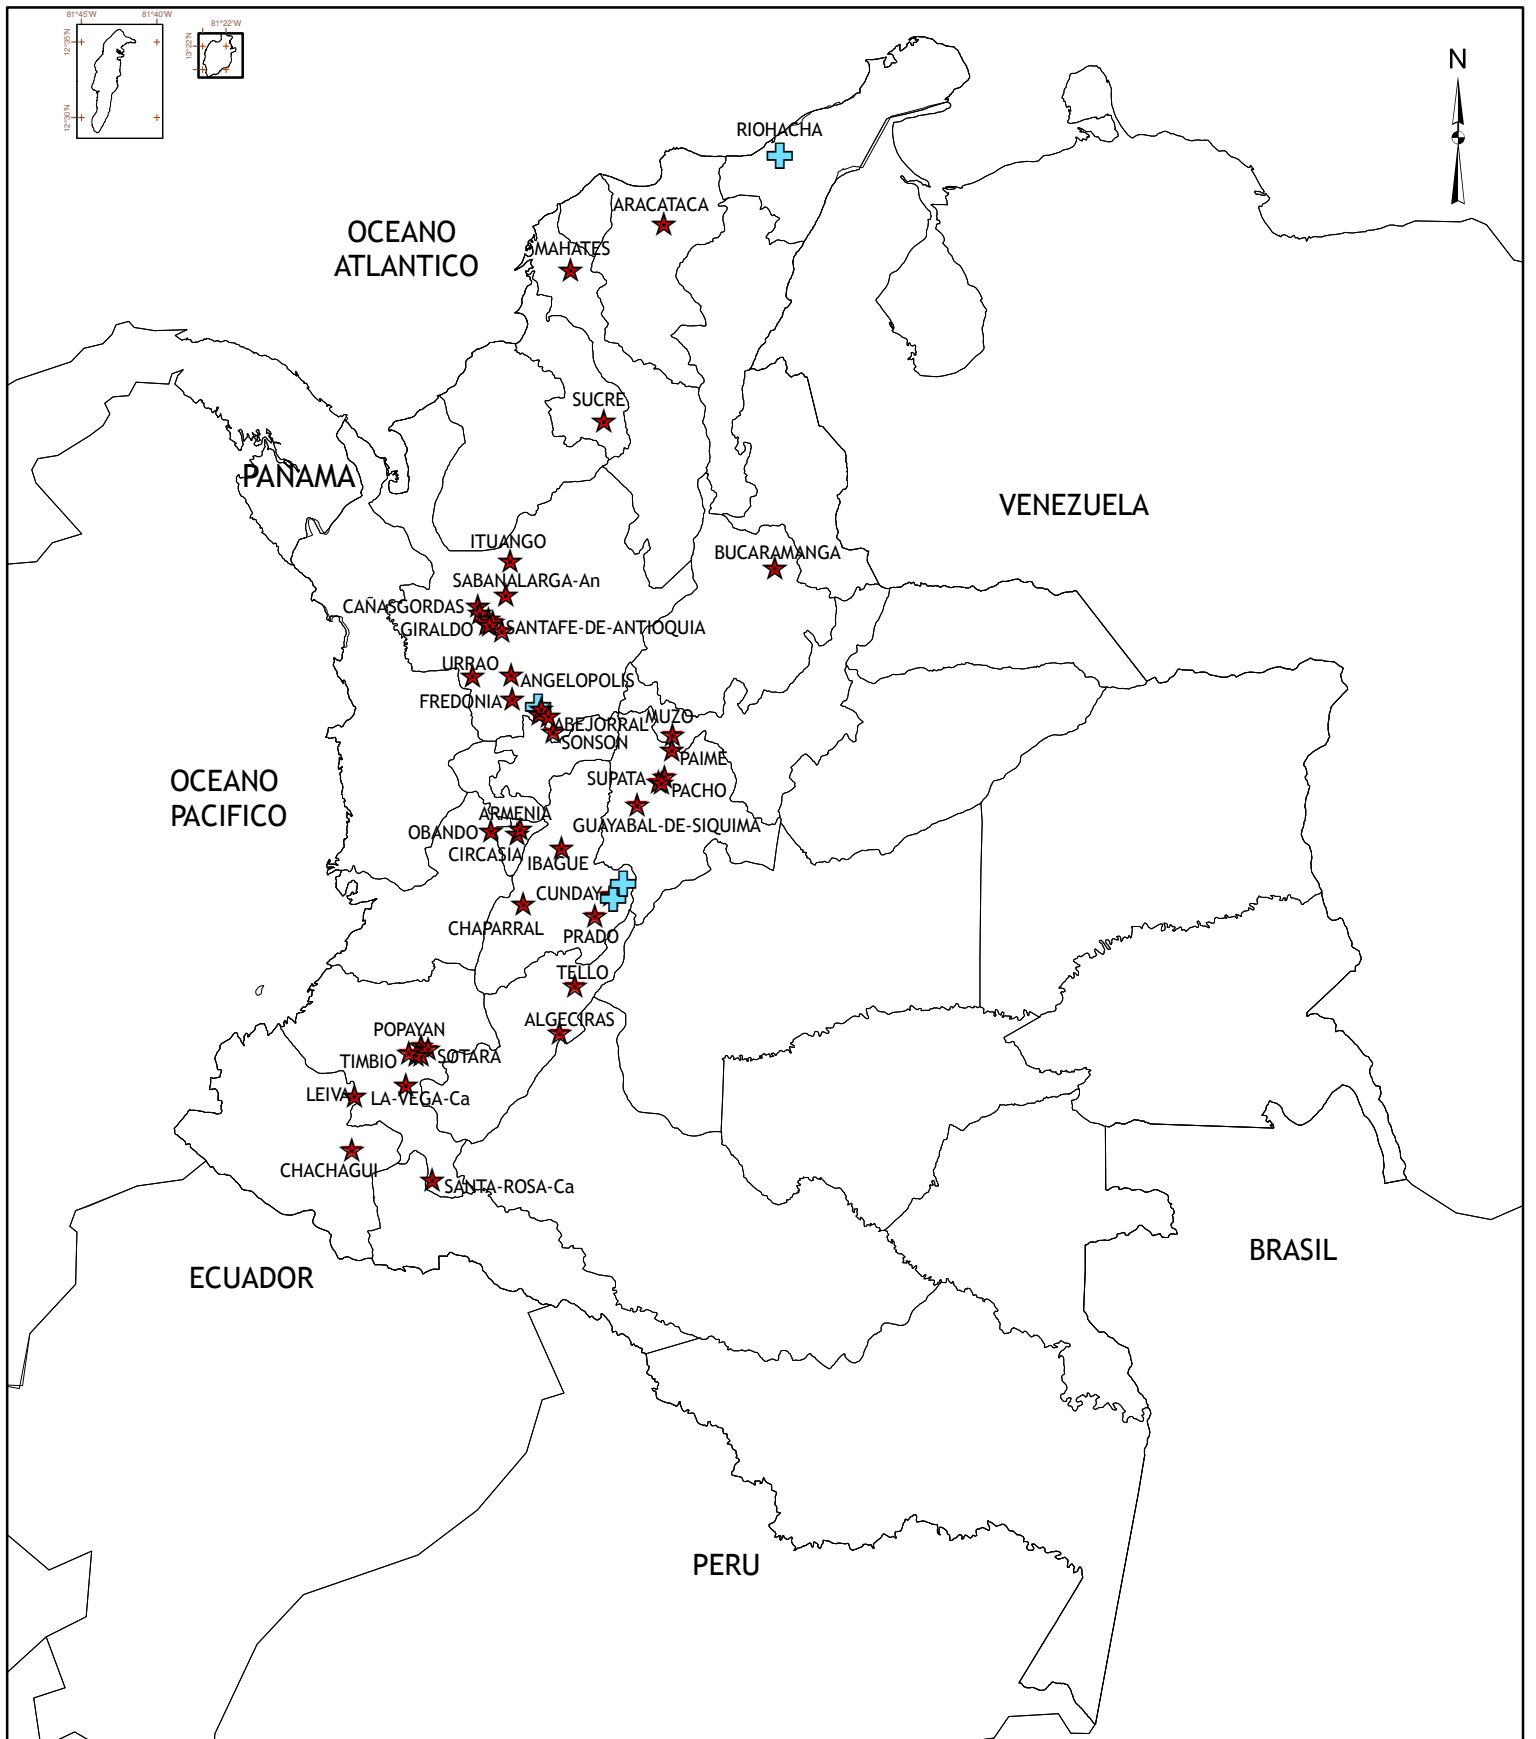 81°45'W
81°40'W
81°22'W
12°35'N
13°22'N
12°30'N
N
RIOHACHA
ARACATACA
OCEANO
ATLANTICO
MAHATES
SUCRE
PANAMA
VENEZUELA
ITUANGO
BUCARAMANGA
SABANALARGA-An
CAÑASGORDAS
GIRALDO
SANTAFE-DE-ANTIOQUIA
URRAO
ANGELOPOLIS
FREDONIA
ABEJORRAL
MUZO
SONSON
PAIME
OCEANO
PACIFICO
SUPATA
PACHO
ARMENIA
OBANDO
GUAYABAL-DE-SIQUIMA
CIRCASIA
IBAGUE
CUNDAY
CHAPARRAL
PRADO
TELLO
ALGECIRAS
POPAYAN
TIMBIO
SOTARA
LEIVA
LA-VEGA-Ca
CHACHAGUI
SANTA-ROSA-Ca
BRASIL
ECUADOR
PERU